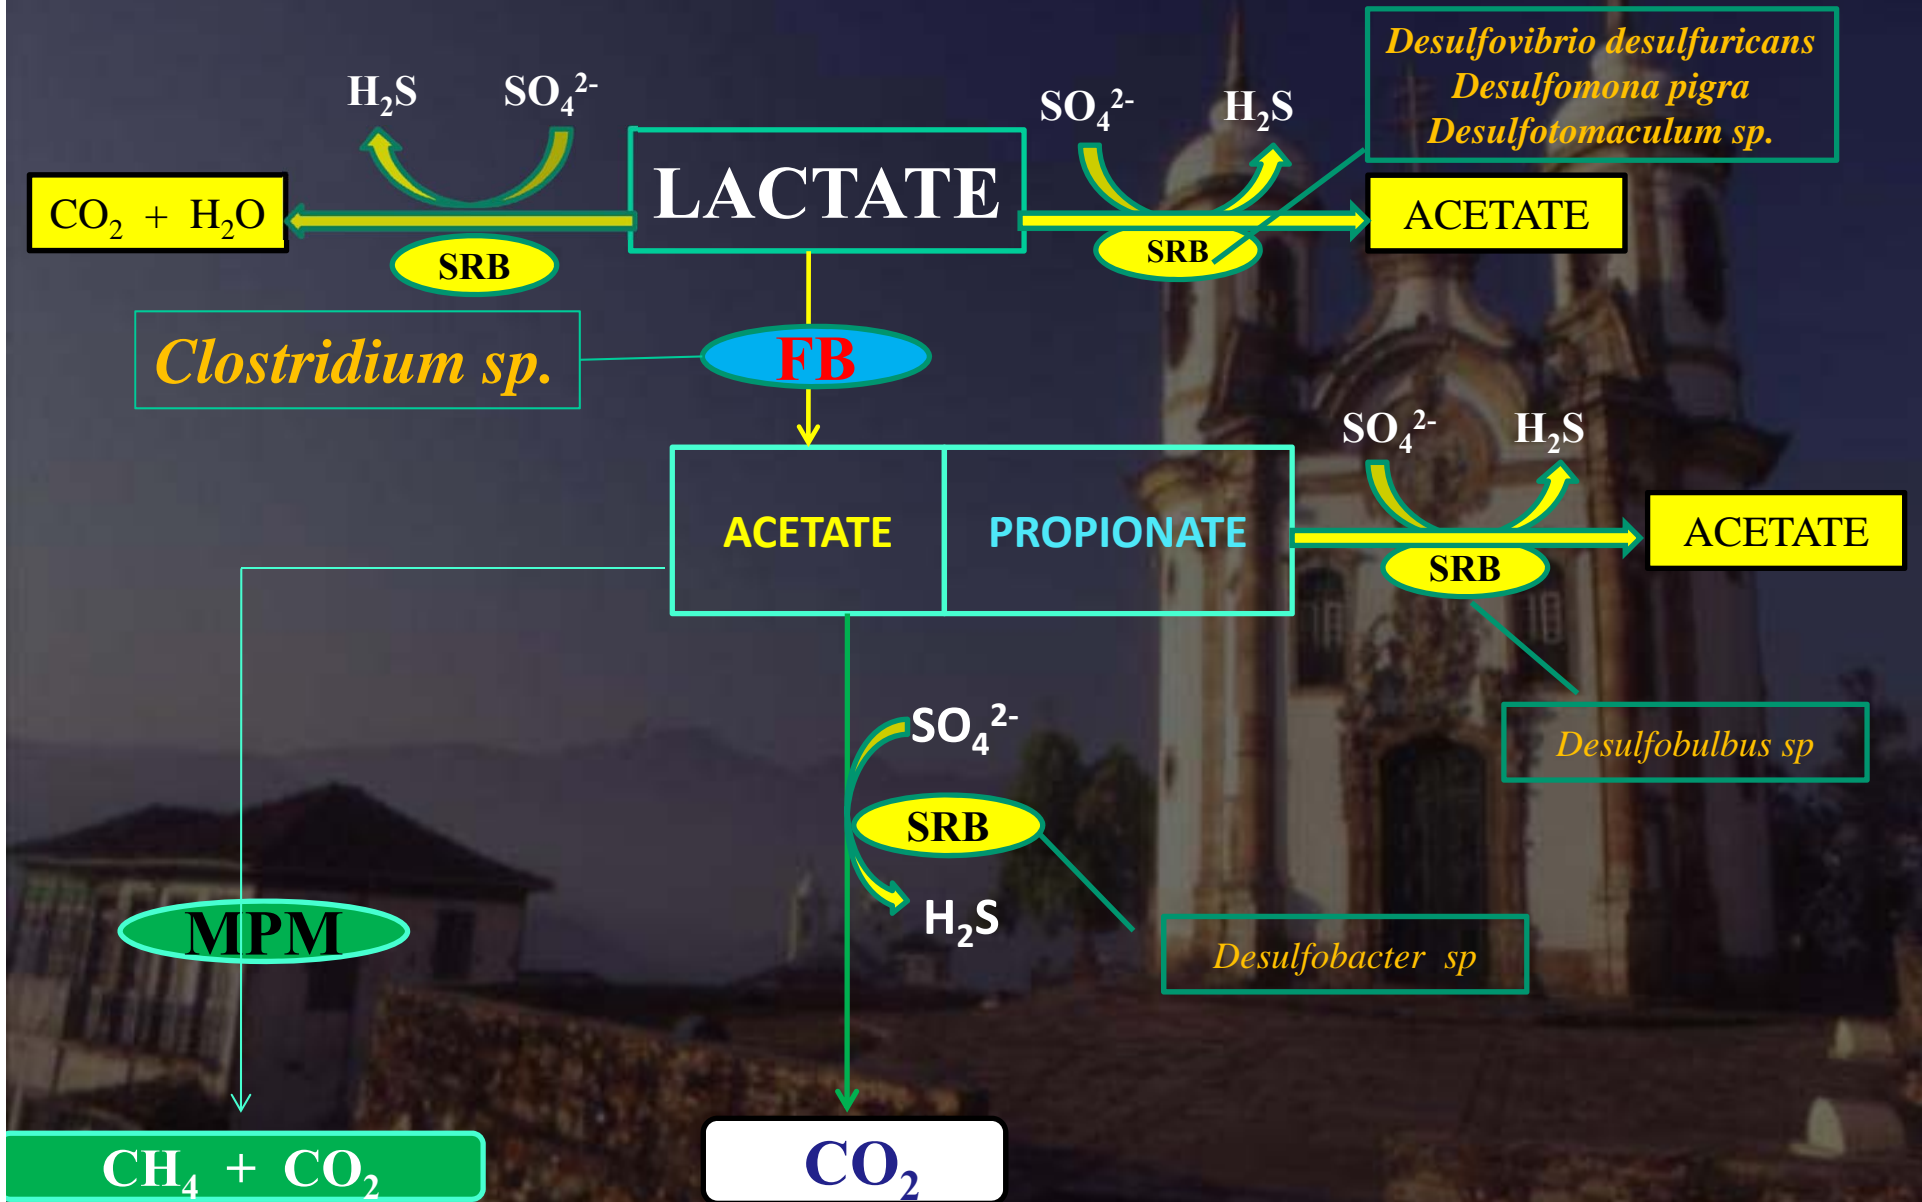 Desulfovibrio desulfuricans
Desulfomona pigra
Desulfotomaculum sp.
H₂S SO₄²⁻
SO₄²⁻ H₂S
LACTATE
CO₂ + H₂O
ACETATE
SRB
SRB
Clostridium sp.
FB
SO₄²⁻ H₂S
ACETATE
PROPIONATE
ACETATE
SRB
SO₄²⁻
Desulfobulbus sp
SRB
H₂S
MPM
Desulfobacter sp
CH₄ + CO₂
CO₂